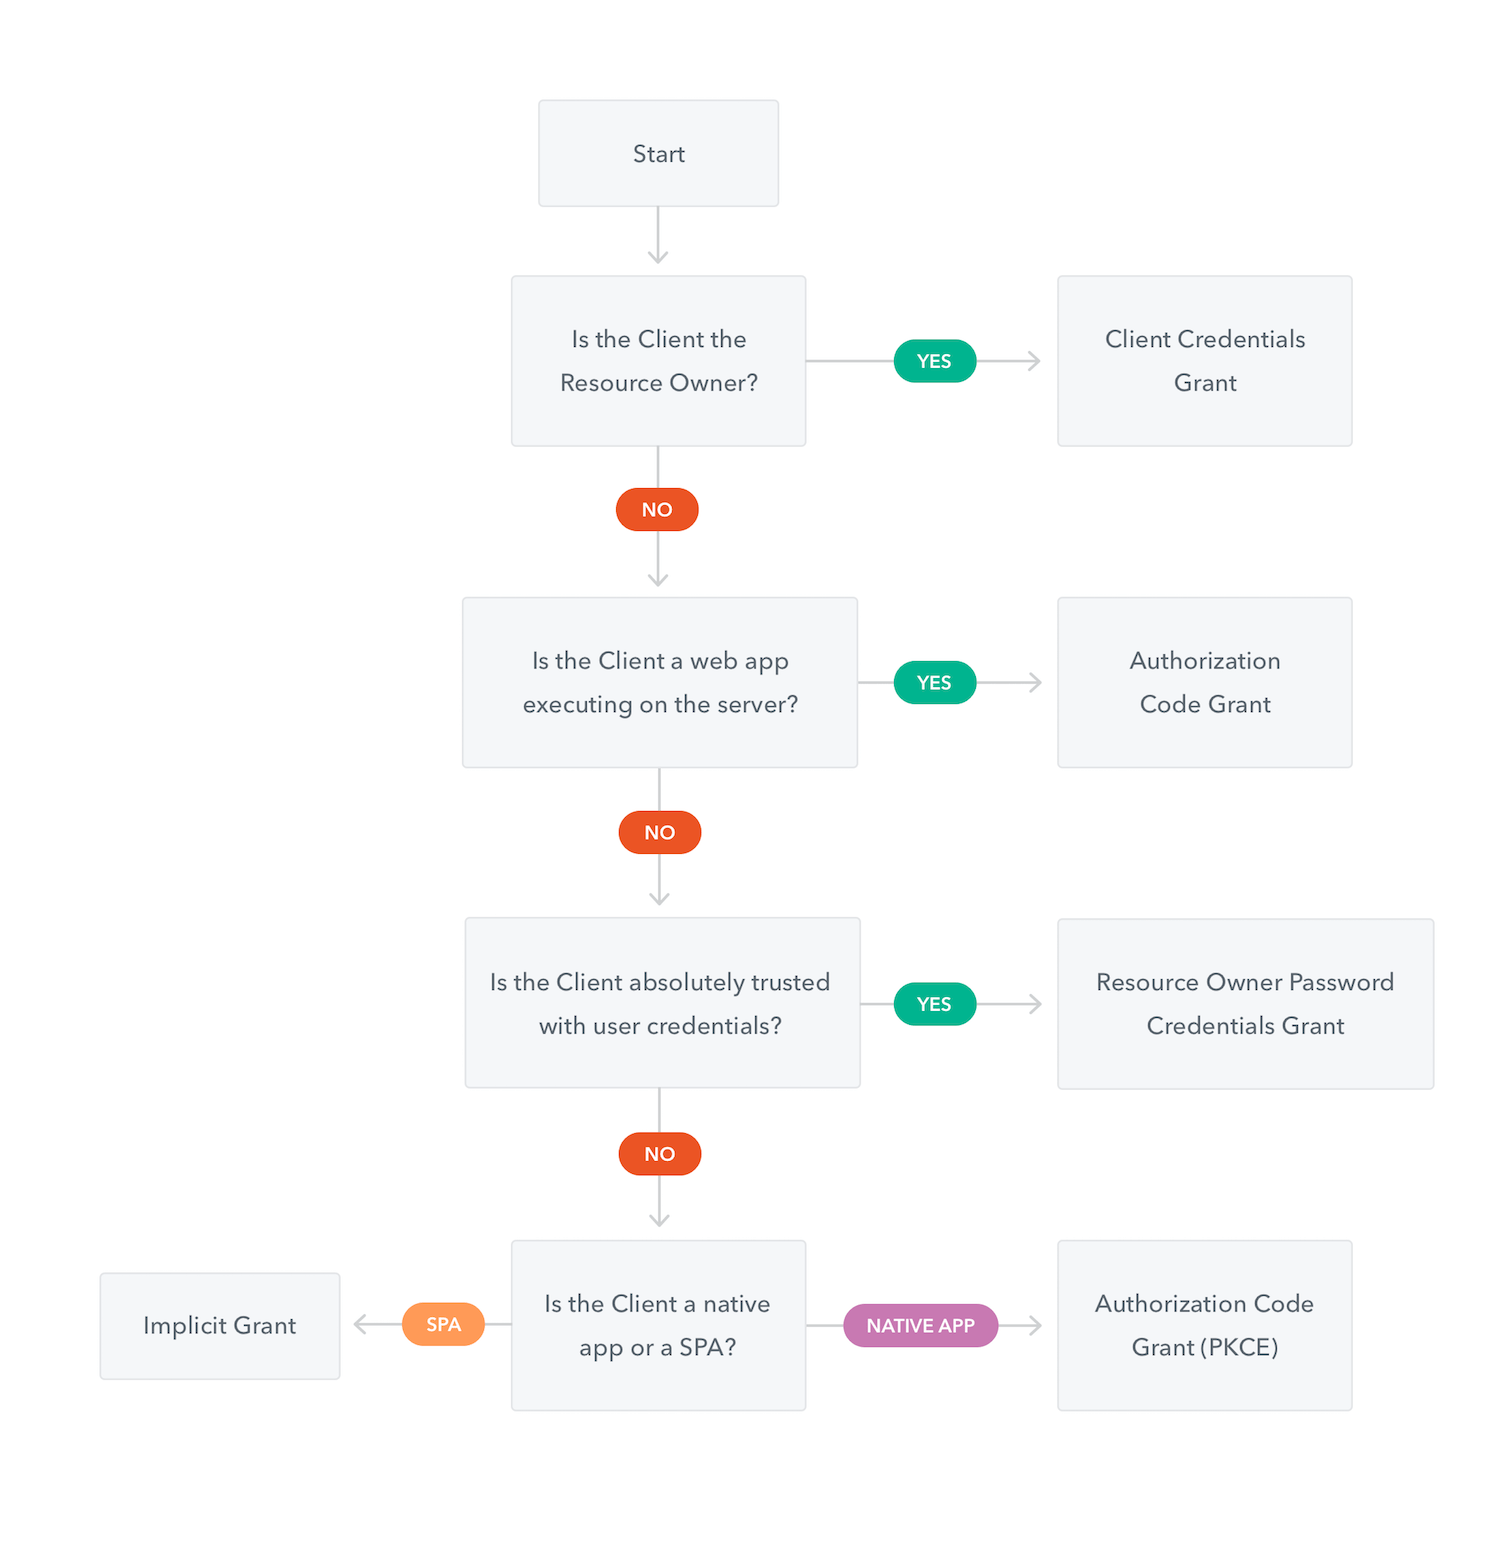 Start
Is the Client the
Resource Owner?
YES
Client Credentials
Grant
NO
Is the Client a web app
executing on the server?
YES
Authorization
Code Grant
NO
Is the Client absolutely trusted
with user credentials?
YES
Resource Owner Password
Credentials Grant
NO
Implicit Grant
SPA
Is the Client a native
app or a SPA?
NATIVE APP
Authorization Code
Grant (PKCE)